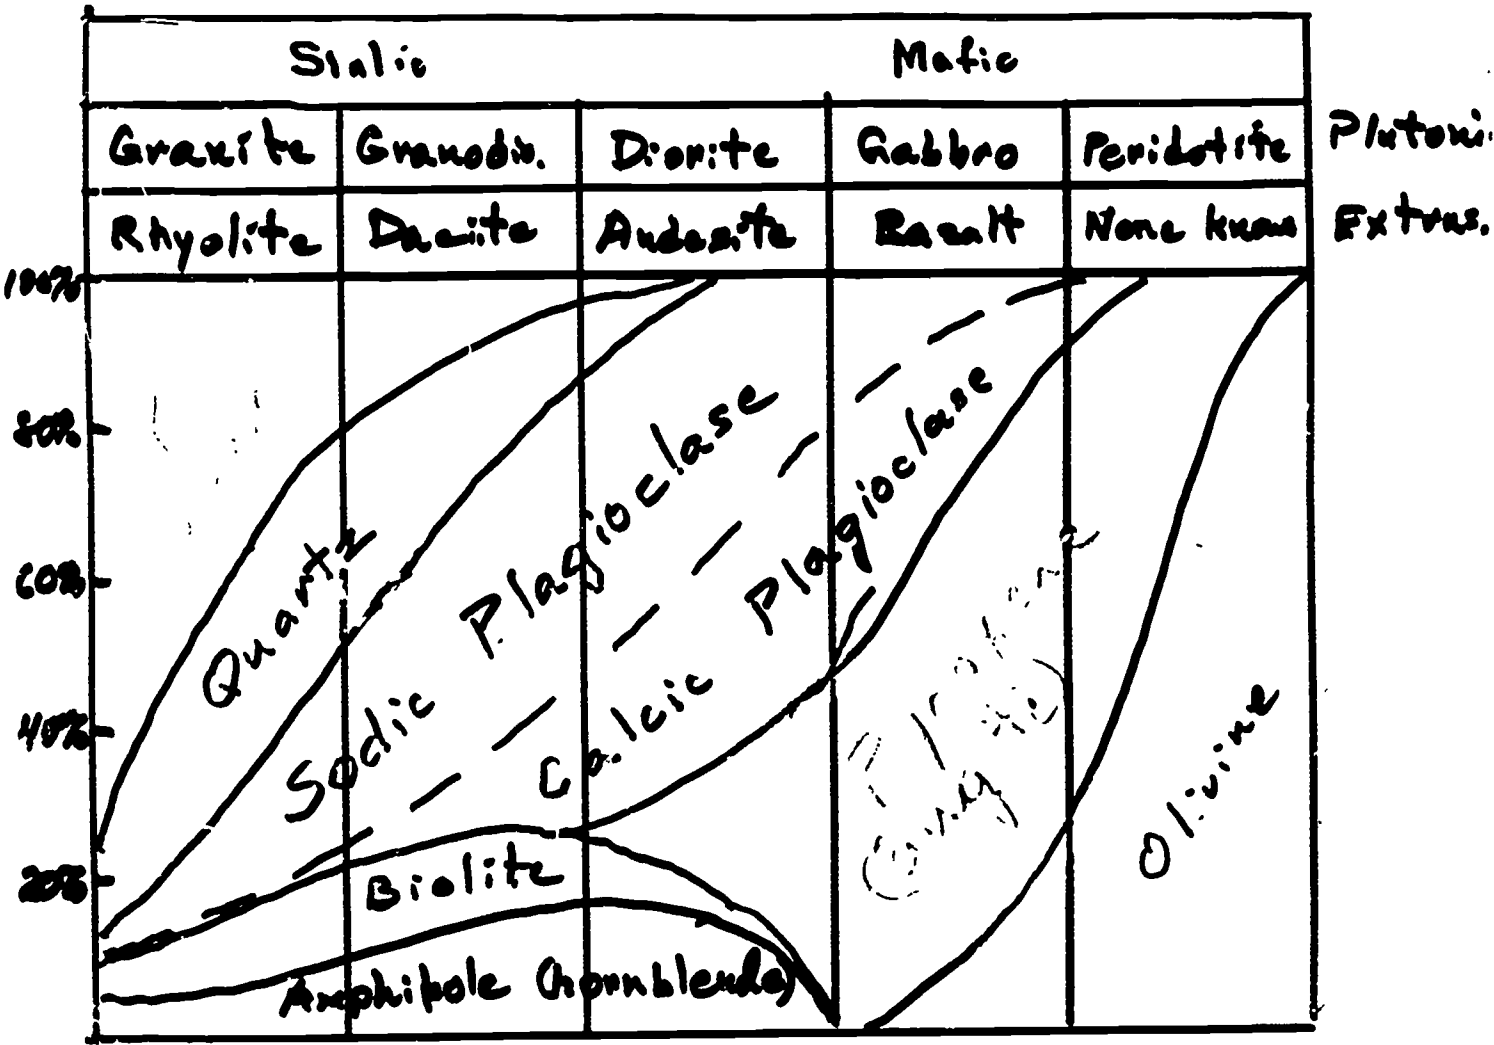 Sialic Mafic
Granite Granodio. Diorite Gabbro Peridotite Plutoni.
Rhyolite Dacite Andesite Basalt None known Extrus.
100%
80%
60%
40%
20%
Quartz
Sodic Plagioclase
Calcic Plagioclase
Biolite
Amphibole (hornblende)
Olivine